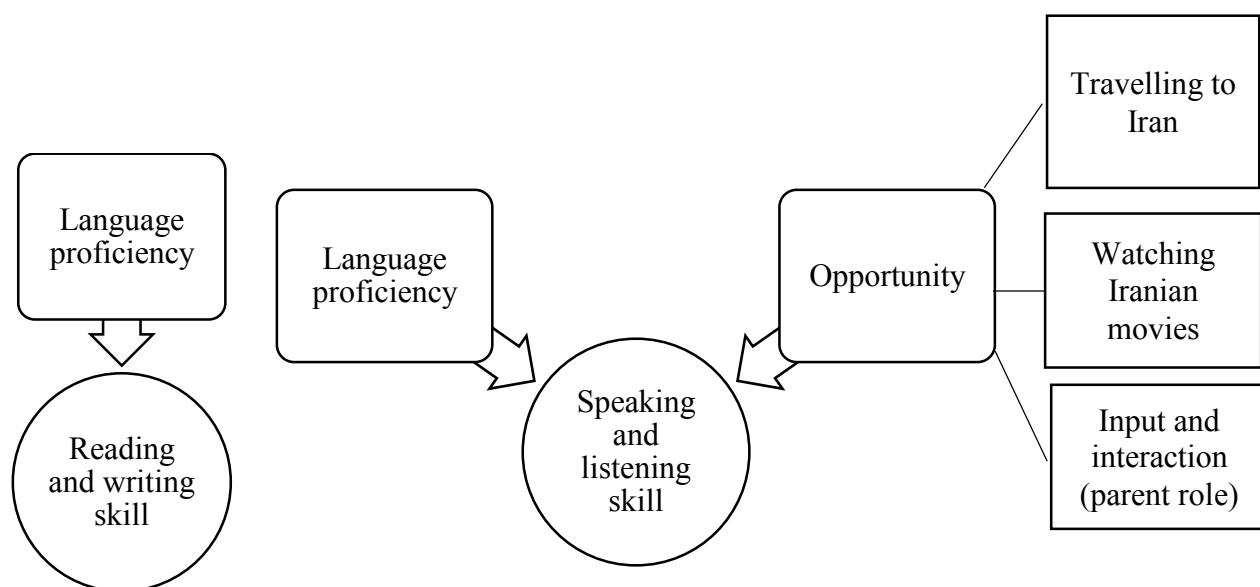 Language
proficiency
Reading
and writing
skill
Language
proficiency
Speaking
and
listening
skill
Opportunity
Travelling to
Iran
Watching
Iranian
movies
Input and
interaction
(parent role)